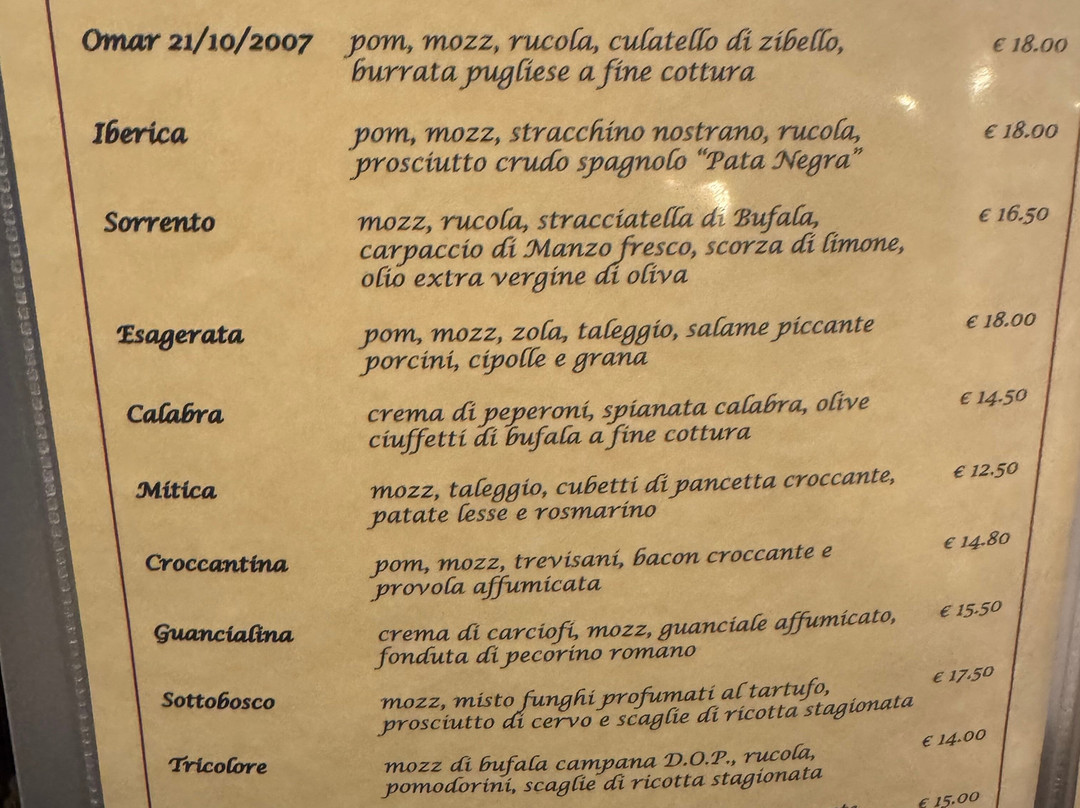 Omar 21/10/2007 pom, mozz, rucola, culatello di zibello, € 18.00
burrata pugliese a fine cottura
Iberica pom, mozz, stracchino nostrano, rucola, € 18.00
prosciutto crudo spagnolo “Pata Negra”
Sorrento mozz, rucola, stracciatella di Bufala, € 16.50
carpaccio di Manzo fresco, scorza di limone,
olio extra vergine di oliva
Esagerata pom, mozz, zola, taleggio, salame piccante € 18.00
porcini, cipolle e grana
Calabra crema di peperoni, spianata calabra, olive € 14.50
ciuffetti di bufala a fine cottura
Mitica mozz, taleggio, cubetti di pancetta croccante, € 12.50
patate lesse e rosmarino
Croccantina pom, mozz, trevisani, bacon croccante e € 14.80
provola affumicata
Guancialina crema di carciofi, mozz, guanciale affumicato, € 15.50
fonduta di pecorino romano
Sottobosco mozz, misto funghi profumati al tartufo, € 17.50
prosciutto di cervo e scaglie di ricotta stagionata
Tricolore mozz di bufala campana D.O.P., rucola, € 14.00
pomodorini, scaglie di ricotta stagionata
€ 15.00